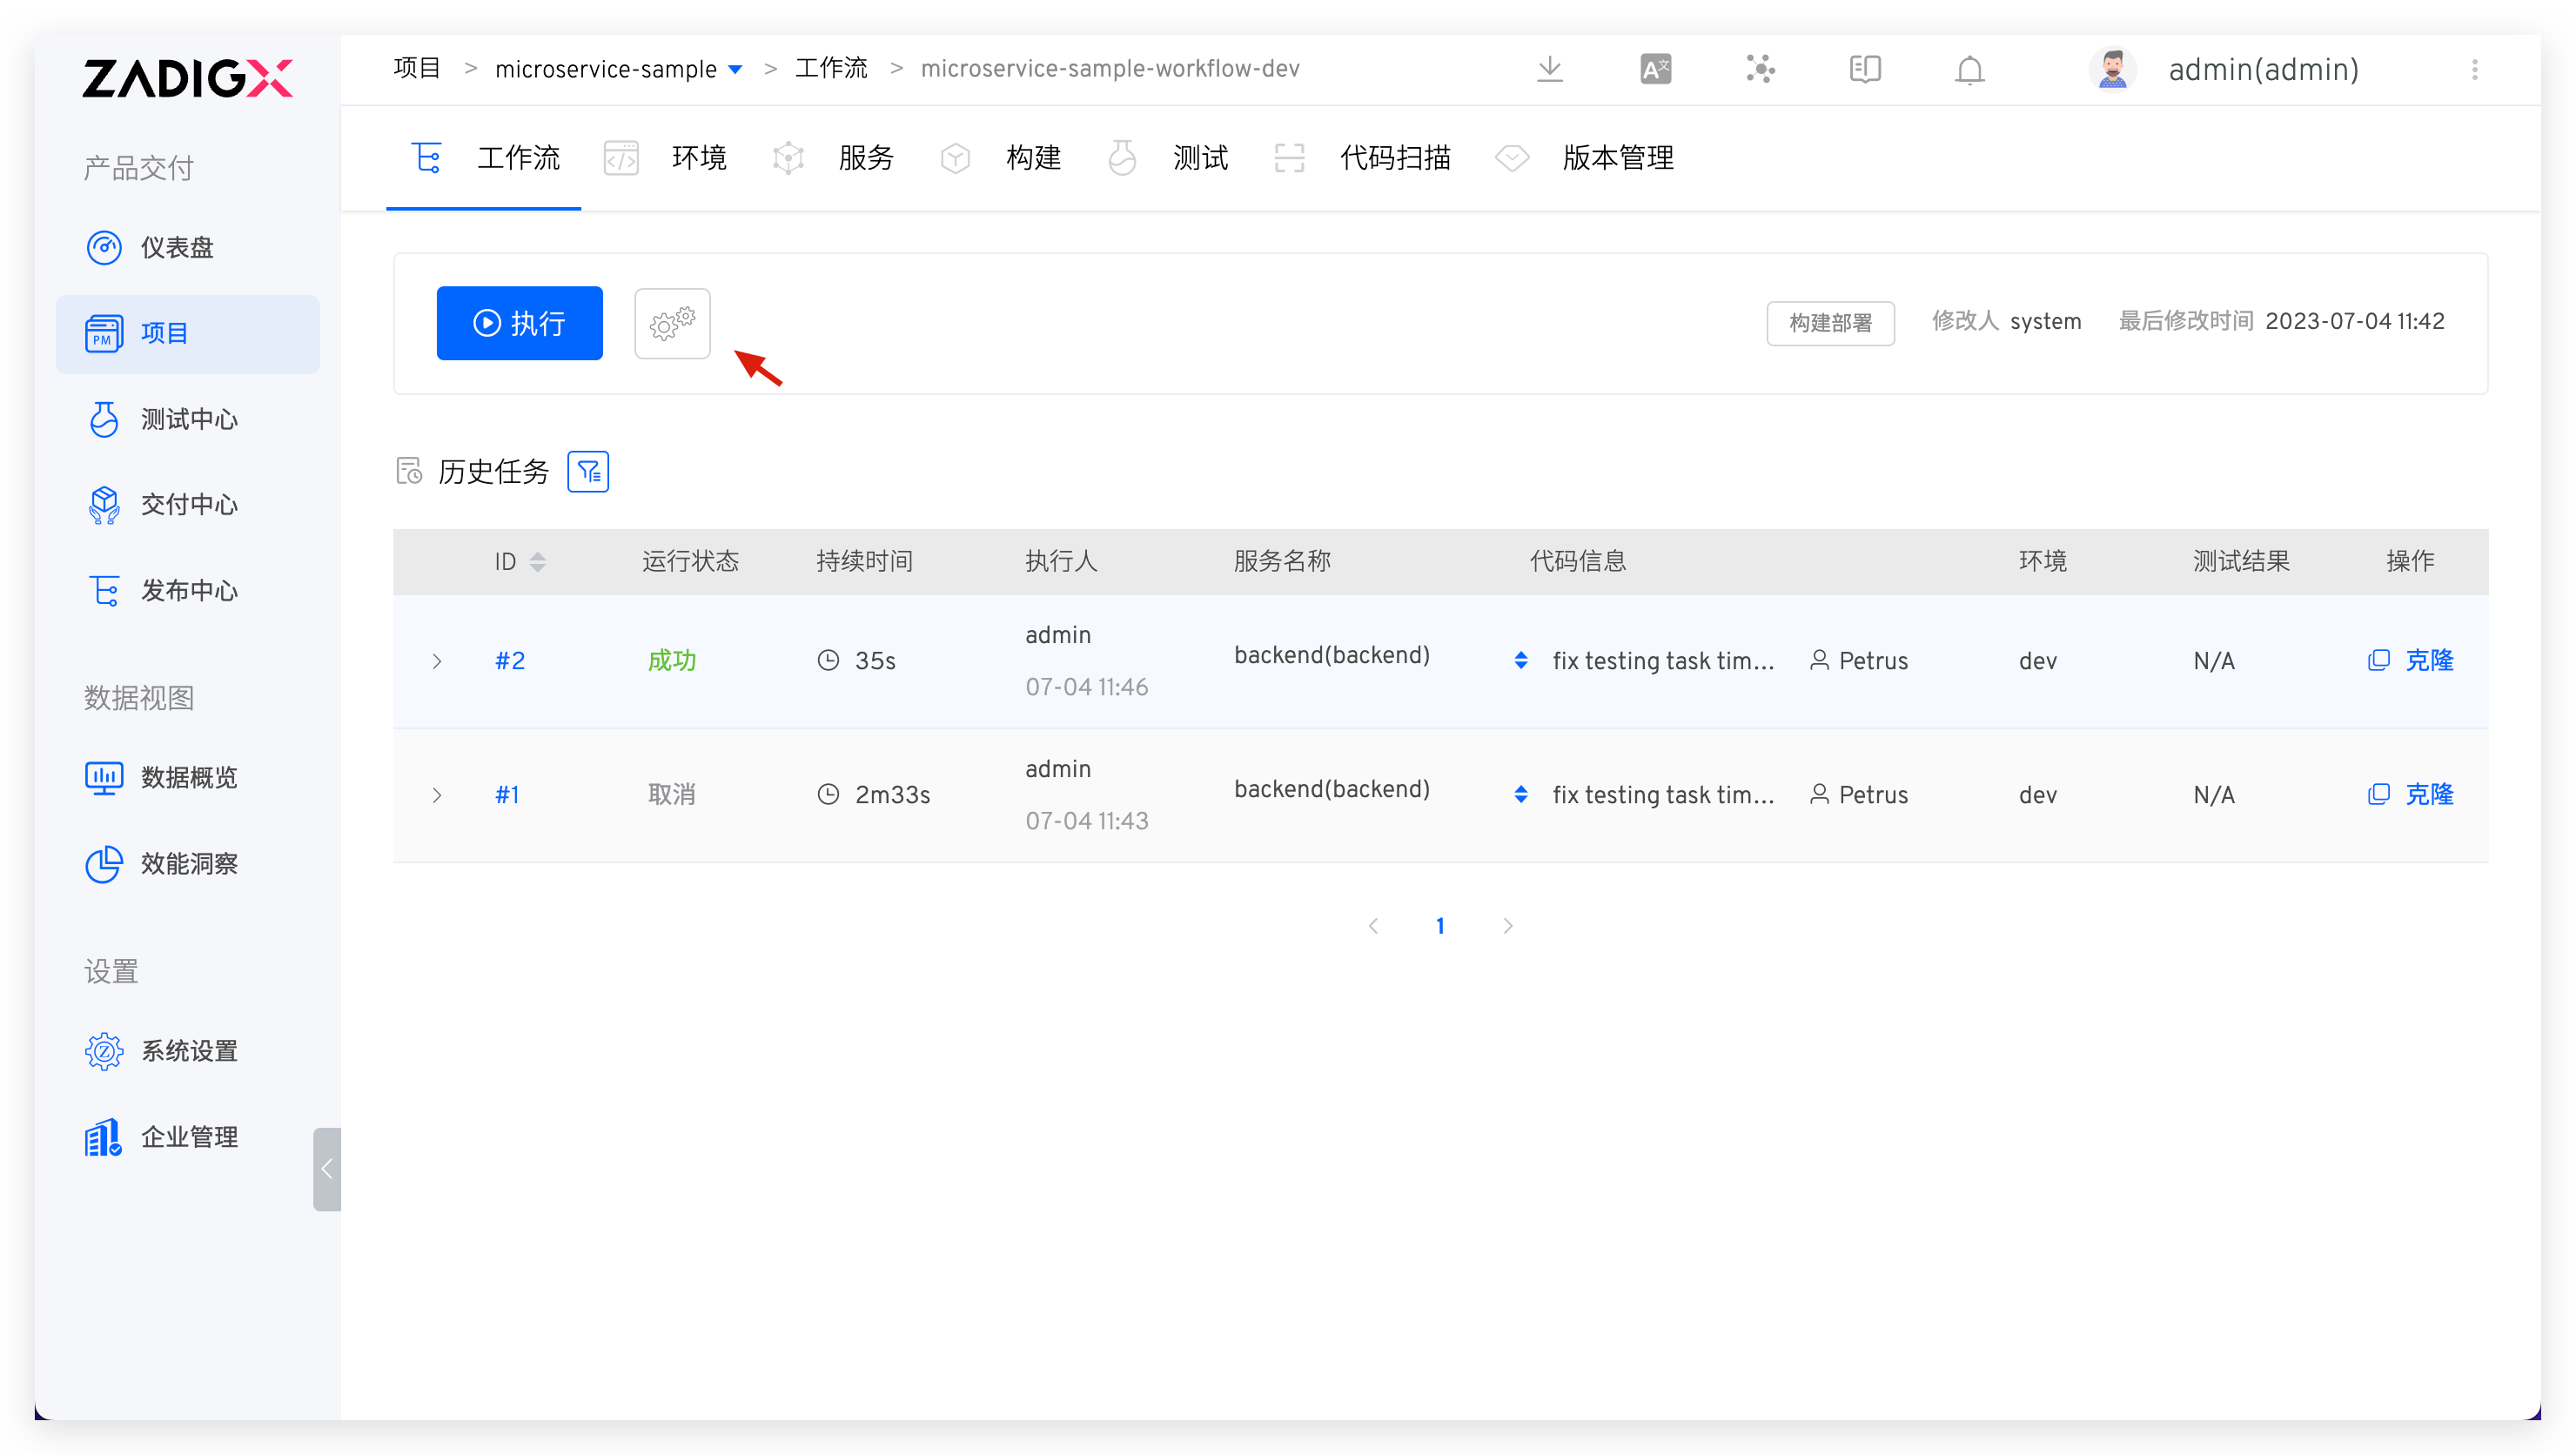 ZADIGX
产品交付
仪表盘
PM 项目
测试中心
交付中心
发布中心
数据视图
数据概览
效能洞察
设置
系统设置
企业管理
项目 > microservice-sample > 工作流 > microservice-sample-workflow-dev
admin(admin)
工作流 环境 服务 构建 测试 代码扫描 版本管理
执行
构建部署 修改人 system 最后修改时间 2023-07-04 11:42
历史任务
ID 运行状态 持续时间 执行人 服务名称 代码信息 环境 测试结果 操作
#2 成功 35s admin backend(backend) fix testing task tim... Petrus dev N/A 克隆
07-04 11:46
#1 取消 2m33s admin backend(backend) fix testing task tim... Petrus dev N/A 克隆
07-04 11:43
< 1 >